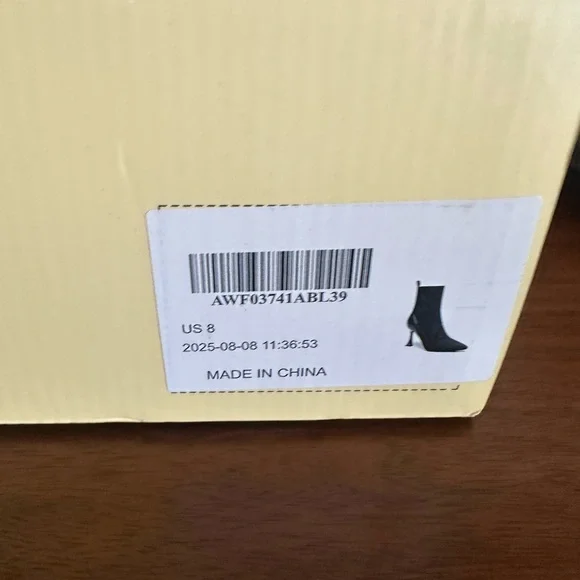 AWF03741ABL39
US 8
2025-08-08 11:36:53
MADE IN CHINA